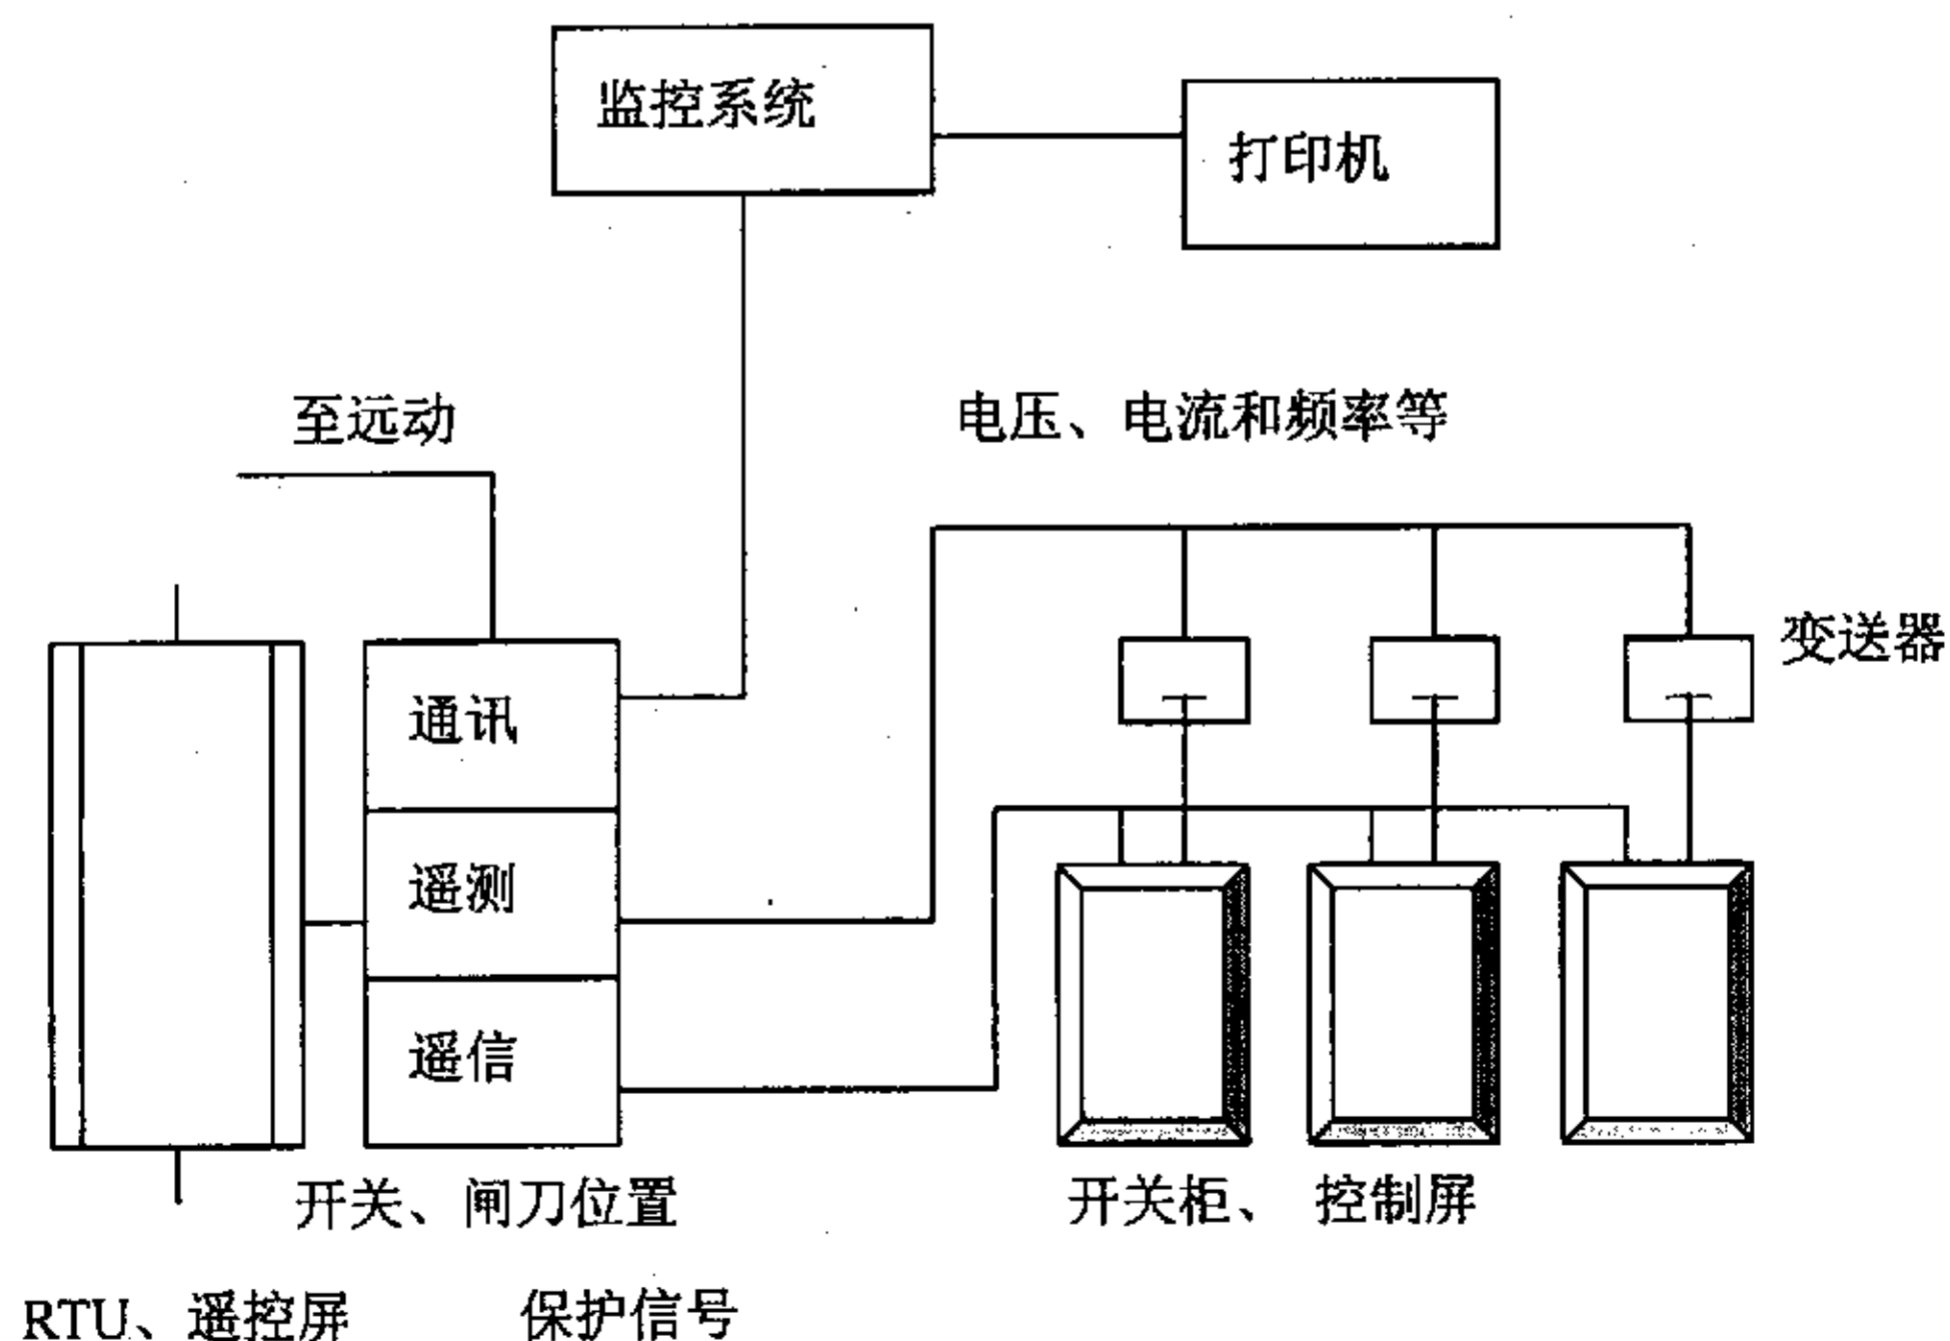 监控系统
打印机
至远动
电压、电流和频率等
变送器
通讯
遥测
遥信
开关、闸刀位置
开关柜、 控制屏
RTU、遥控屏
保护信号